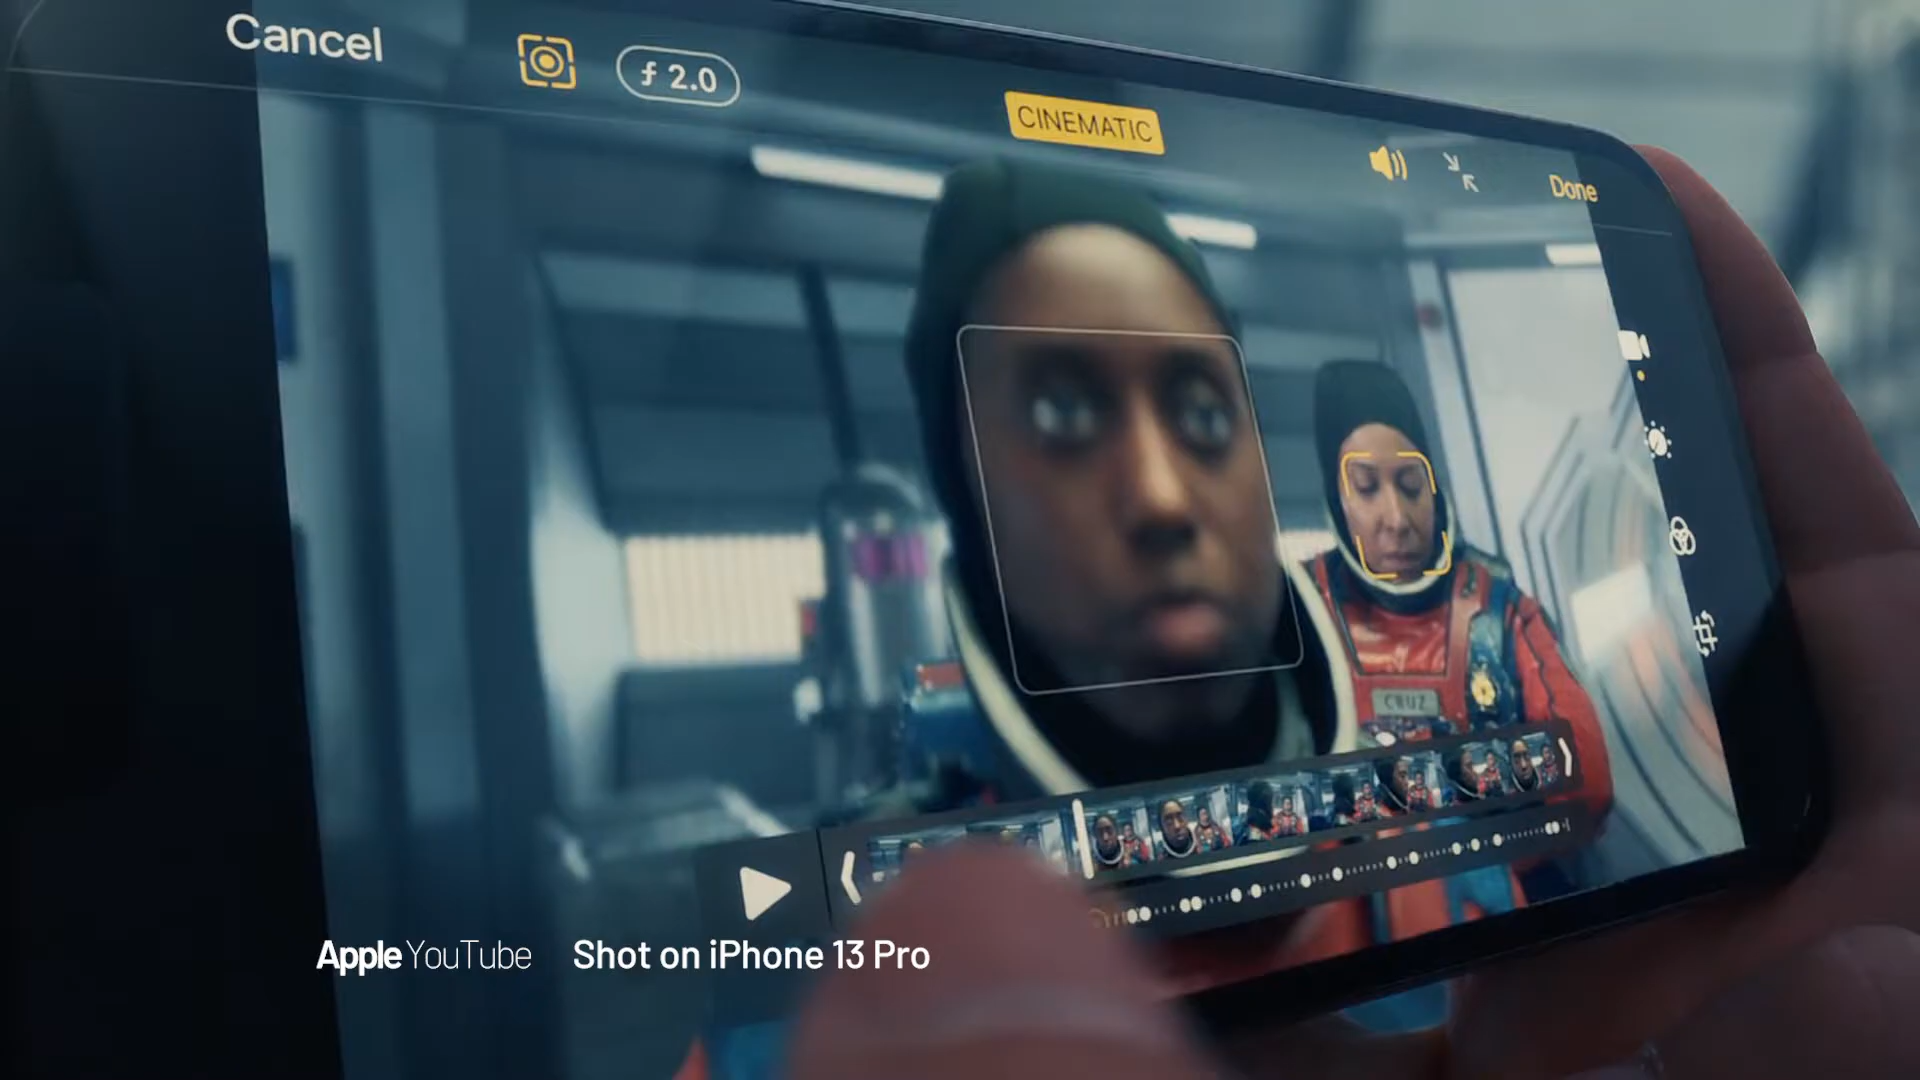 Cancel
ƒ 2.0
CINEMATIC
Done
CRUZ
Apple YouTube
Shot on iPhone 13 Pro